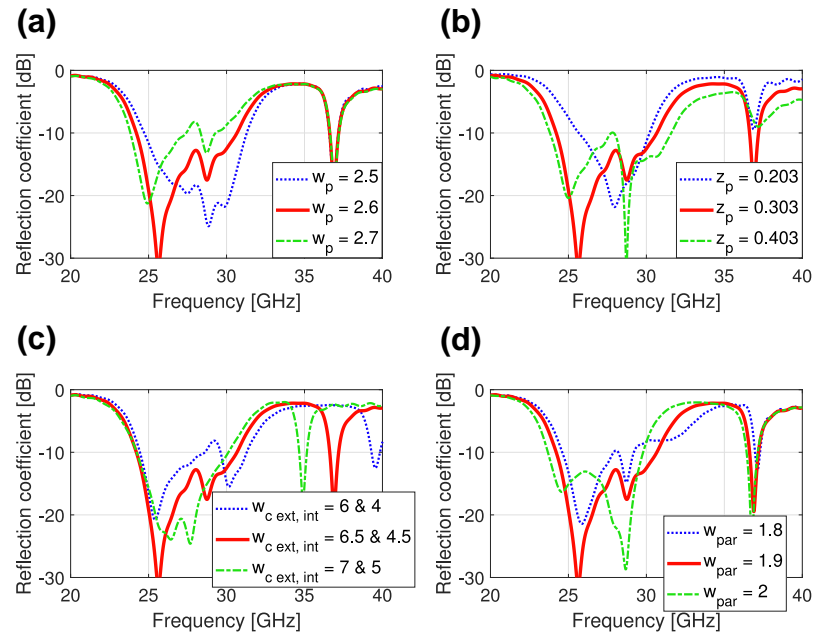 (a)
Reflection coefficient [dB]
0
-10
-20
-30
20 25 30 35 40
Frequency [GHz]
w_p = 2.5
w_p = 2.6
w_p = 2.7
(b)
Reflection coefficient [dB]
0
-10
-20
-30
20 25 30 35 40
Frequency [GHz]
z_p = 0.203
z_p = 0.303
z_p = 0.403
(c)
Reflection coefficient [dB]
0
-10
-20
-30
20 25 30 35 40
Frequency [GHz]
w_c ext, int = 6 & 4
w_c ext, int = 6.5 & 4.5
w_c ext, int = 7 & 5
(d)
Reflection coefficient [dB]
0
-10
-20
-30
20 25 30 35 40
Frequency [GHz]
w_par = 1.8
w_par = 1.9
w_par = 2